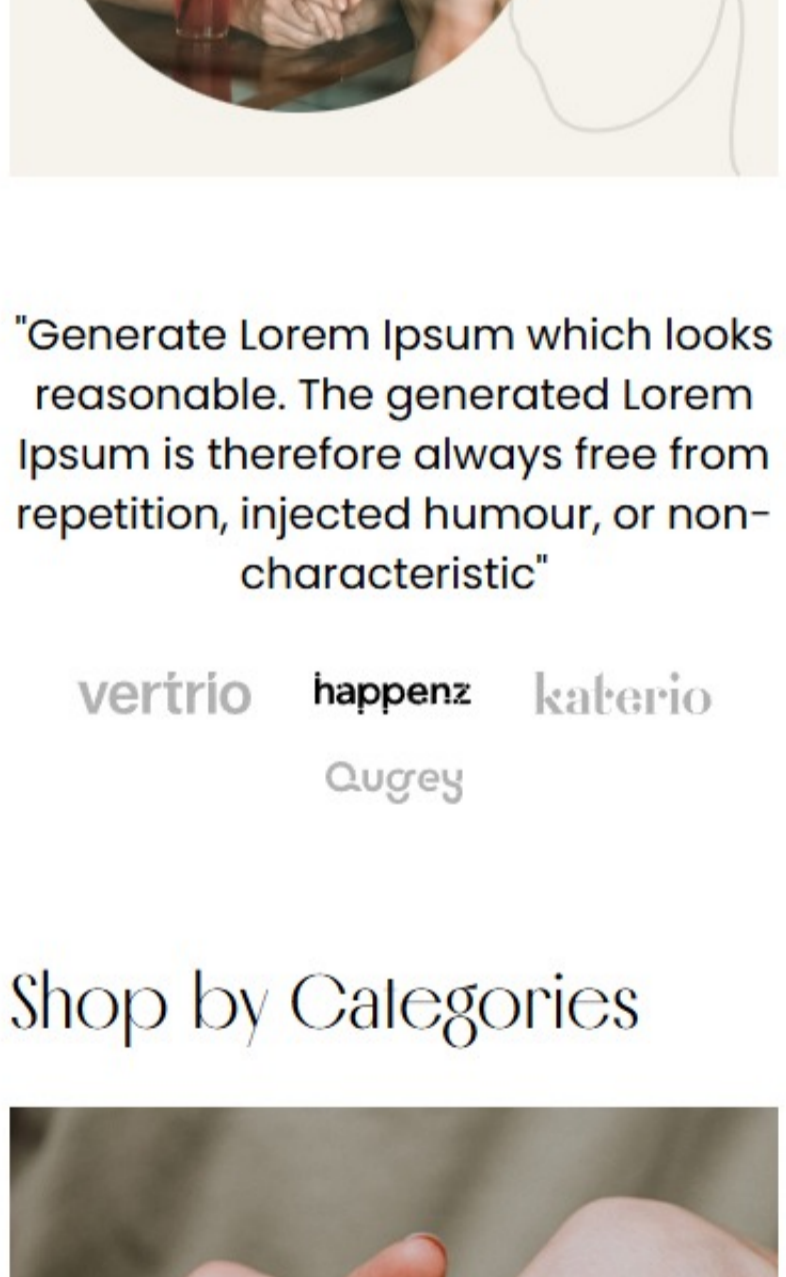 "Generate Lorem Ipsum which looks
reasonable. The generated Lorem
Ipsum is therefore always free from
repetition, injected humour, or non-
characteristic"
vertrio happenz katerio
Augey
Shop by Categories